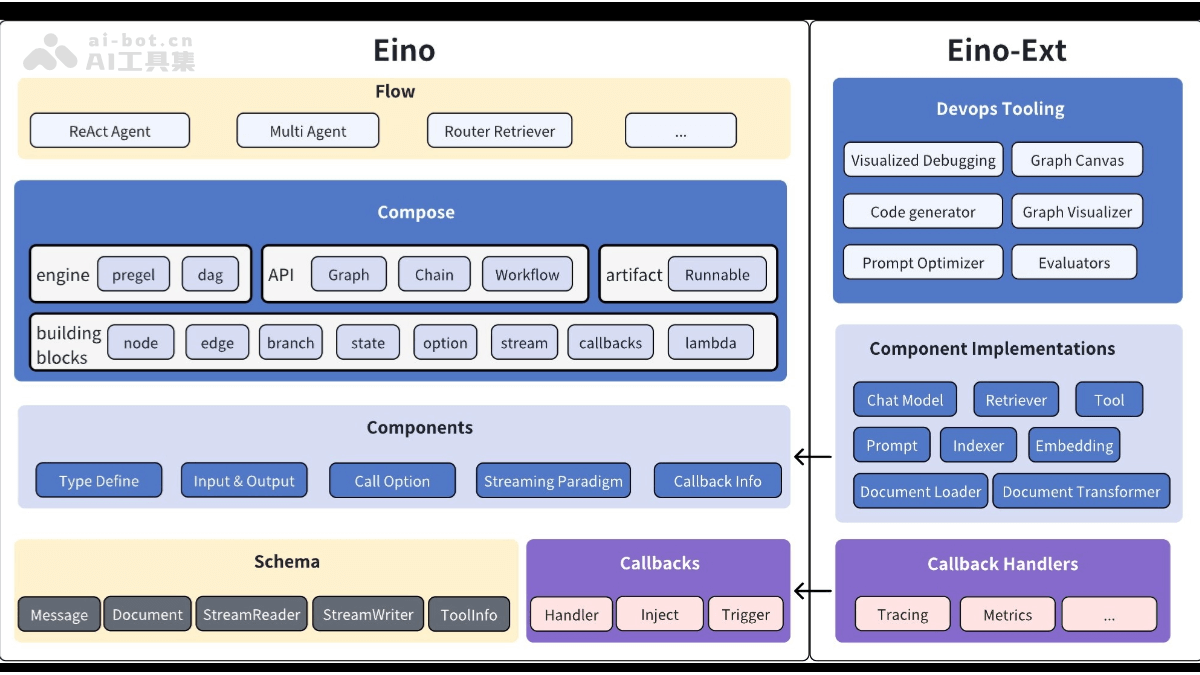 ai-bot.cn
AI工具集
Eino
Flow
ReAct Agent
Multi Agent
Router Retriever
...
Compose
engine
pregel
dag
API
Graph
Chain
Workflow
artifact
Runnable
building
blocks
node
edge
branch
state
option
stream
callbacks
lambda
Components
Type Define
Input & Output
Call Option
Streaming Paradigm
Callback Info
Schema
Message
Document
StreamReader
StreamWriter
ToolInfo
Callbacks
Handler
Inject
Trigger
Eino-Ext
Devops Tooling
Visualized Debugging
Graph Canvas
Code generator
Graph Visualizer
Prompt Optimizer
Evaluators
Component Implementations
Chat Model
Retriever
Tool
Prompt
Indexer
Embedding
Document Loader
Document Transformer
Callback Handlers
Tracing
Metrics
...